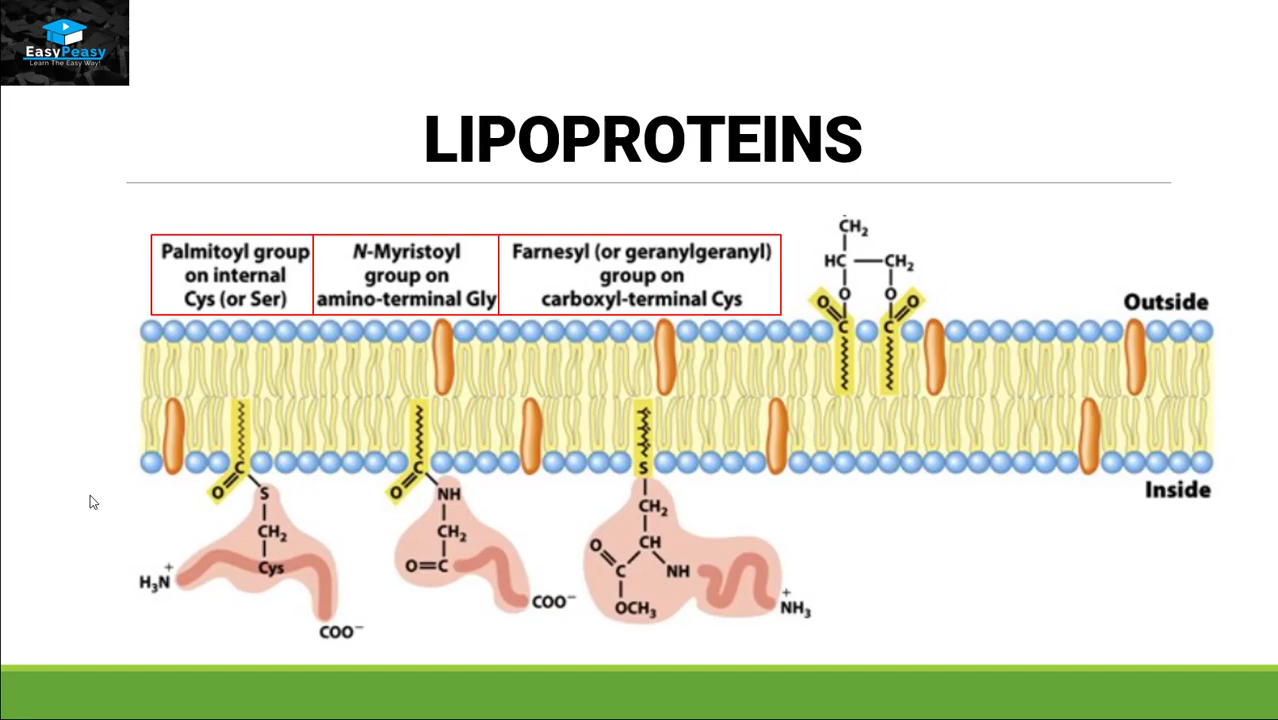 EasyPeasy
Learn The Easy Way!
LIPOPROTEINS
Palmitoyl group
on internal
Cys (or Ser)
N-Myristoyl
group on
amino-terminal Gly
Farnesyl (or geranylgeranyl)
group on
carboxyl-terminal Cys
CH₂
HC
CH₂
O
O
O
O
C
C
Outside
Inside
C
O
S
CH₂
Cys
H₃N⁺
COO⁻
C
O
NH
CH₂
O=C
COO⁻
S
CH₂
CH
O
C
NH
OCH₃
⁺NH₃